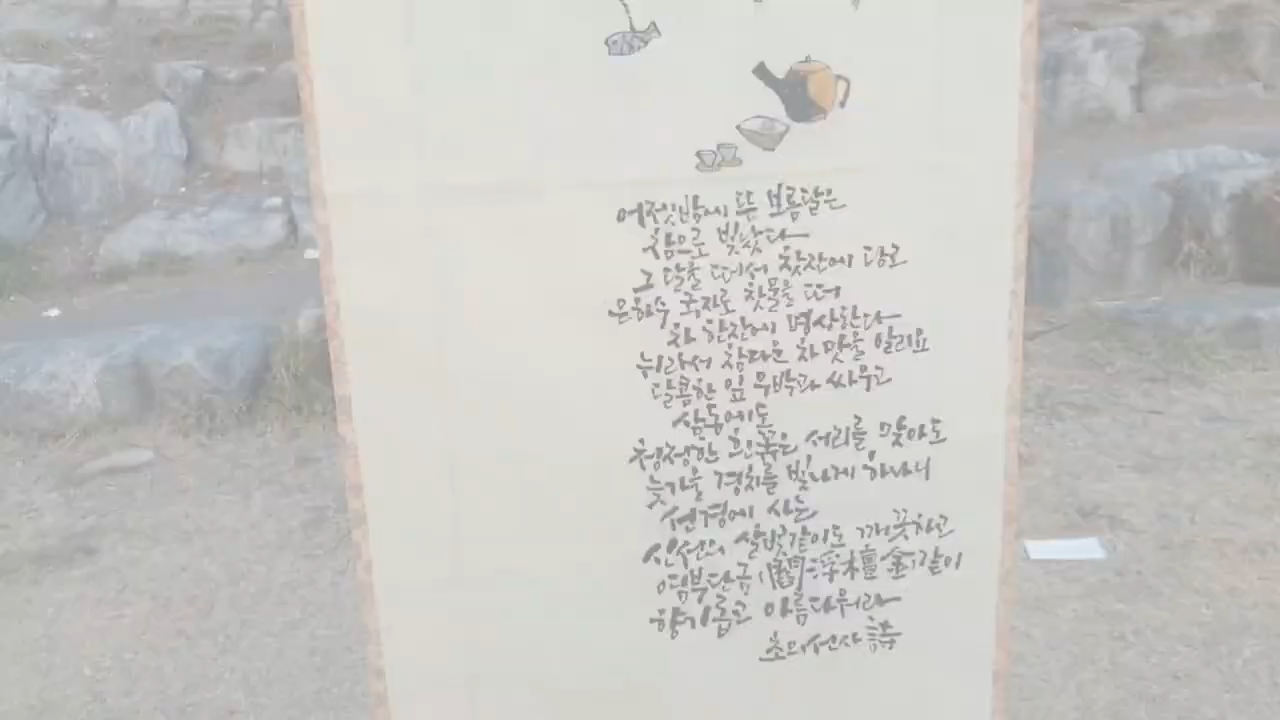 어젯밤에 뜬 보름달은
참으로 빛났다
그 달을 떠서 찻잔에 담고
은하수 국자로 찻물을 떠
차 한잔에 명상한다
뉘라서 참다운 차맛을 알리요
달콤한 잎 우박과 싸우고
삼동에도
청정한 흰꽃은 서리를 맞아도
늦가을 경치를 빛나게 하나니
선경에 사는
신선의 살빛같이도 깨끗하고
염부단금(閻浮檀金)같이
향기롭고 아름다워라
초의선사 詩